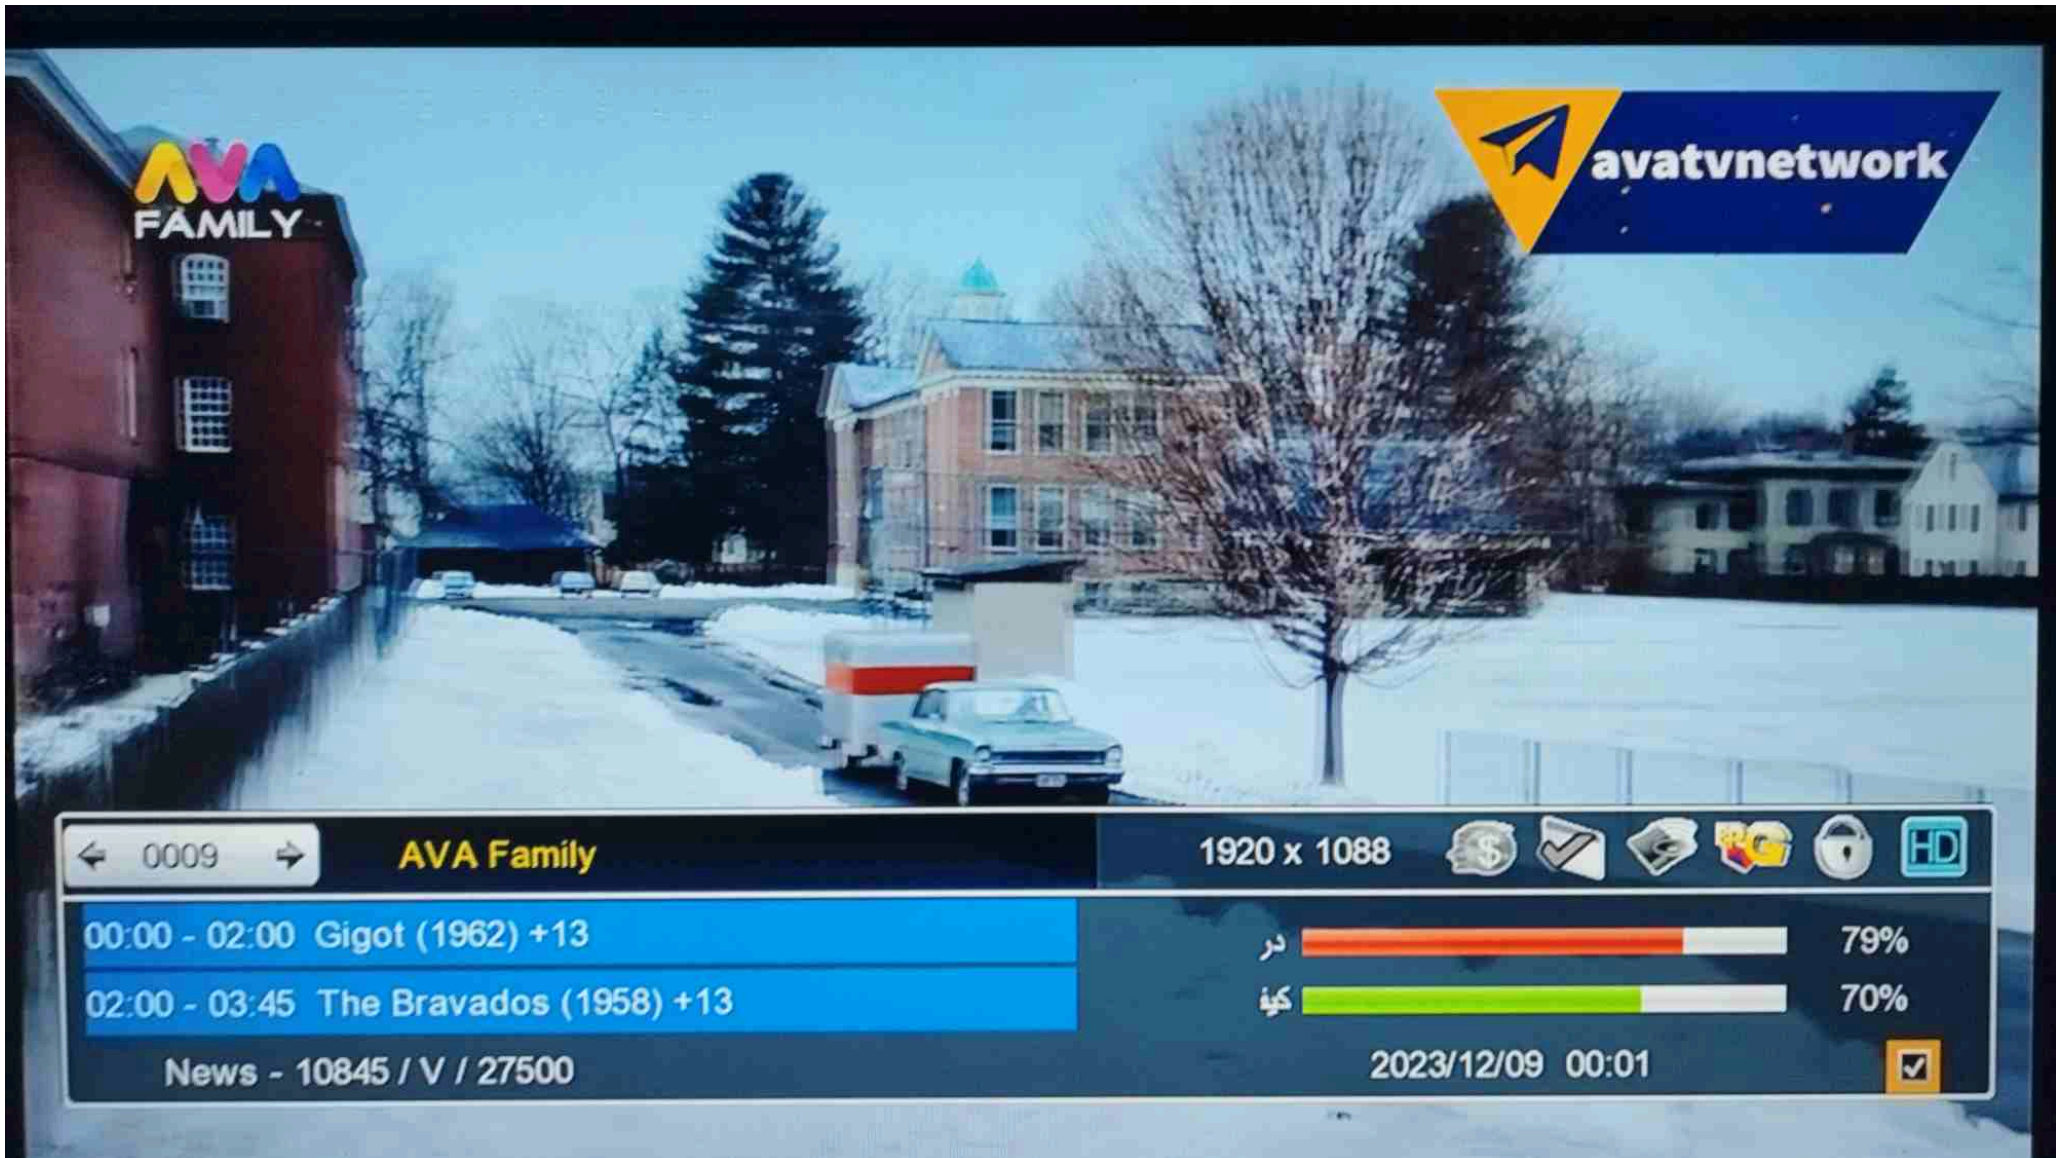 AVA
FAMILY
avatvnetwork
0009
AVA Family
1920 x 1088
$
HD
00:00 - 02:00 Gigot (1962) +13
در
79%
02:00 - 03:45 The Bravados (1958) +13
کیف
70%
News - 10845 / V / 27500
2023/12/09 00:01